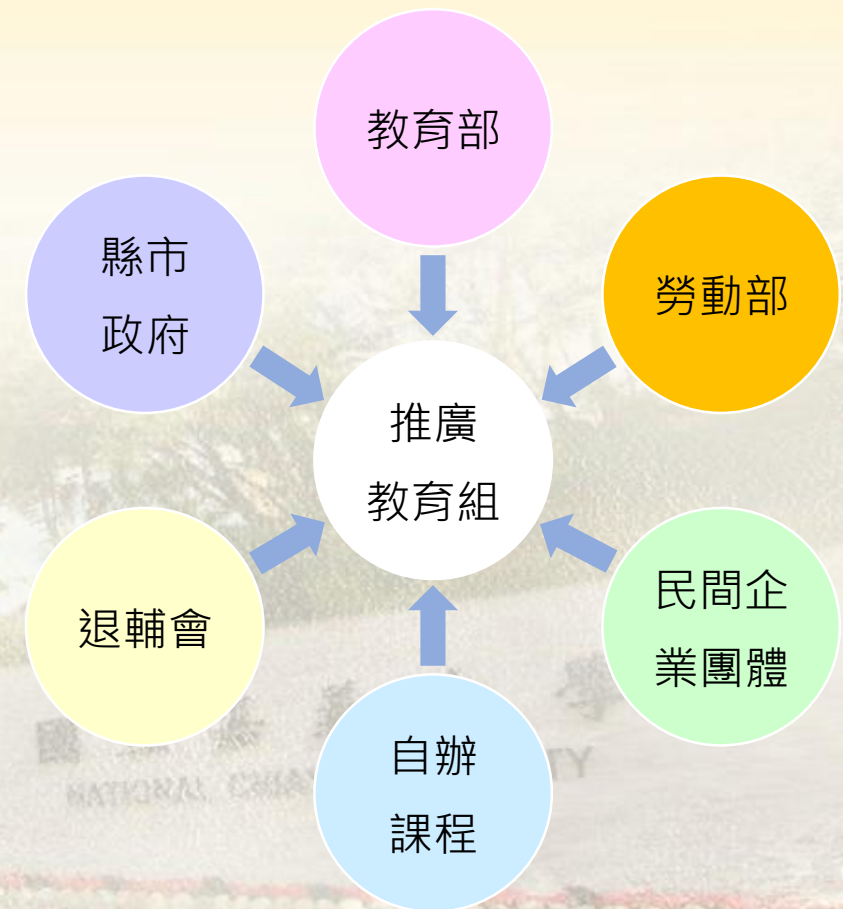 教育部
縣市
政府
勞動部
推廣
教育組
退輔會
民間企
業團體
自辦
課程
NATIONAL